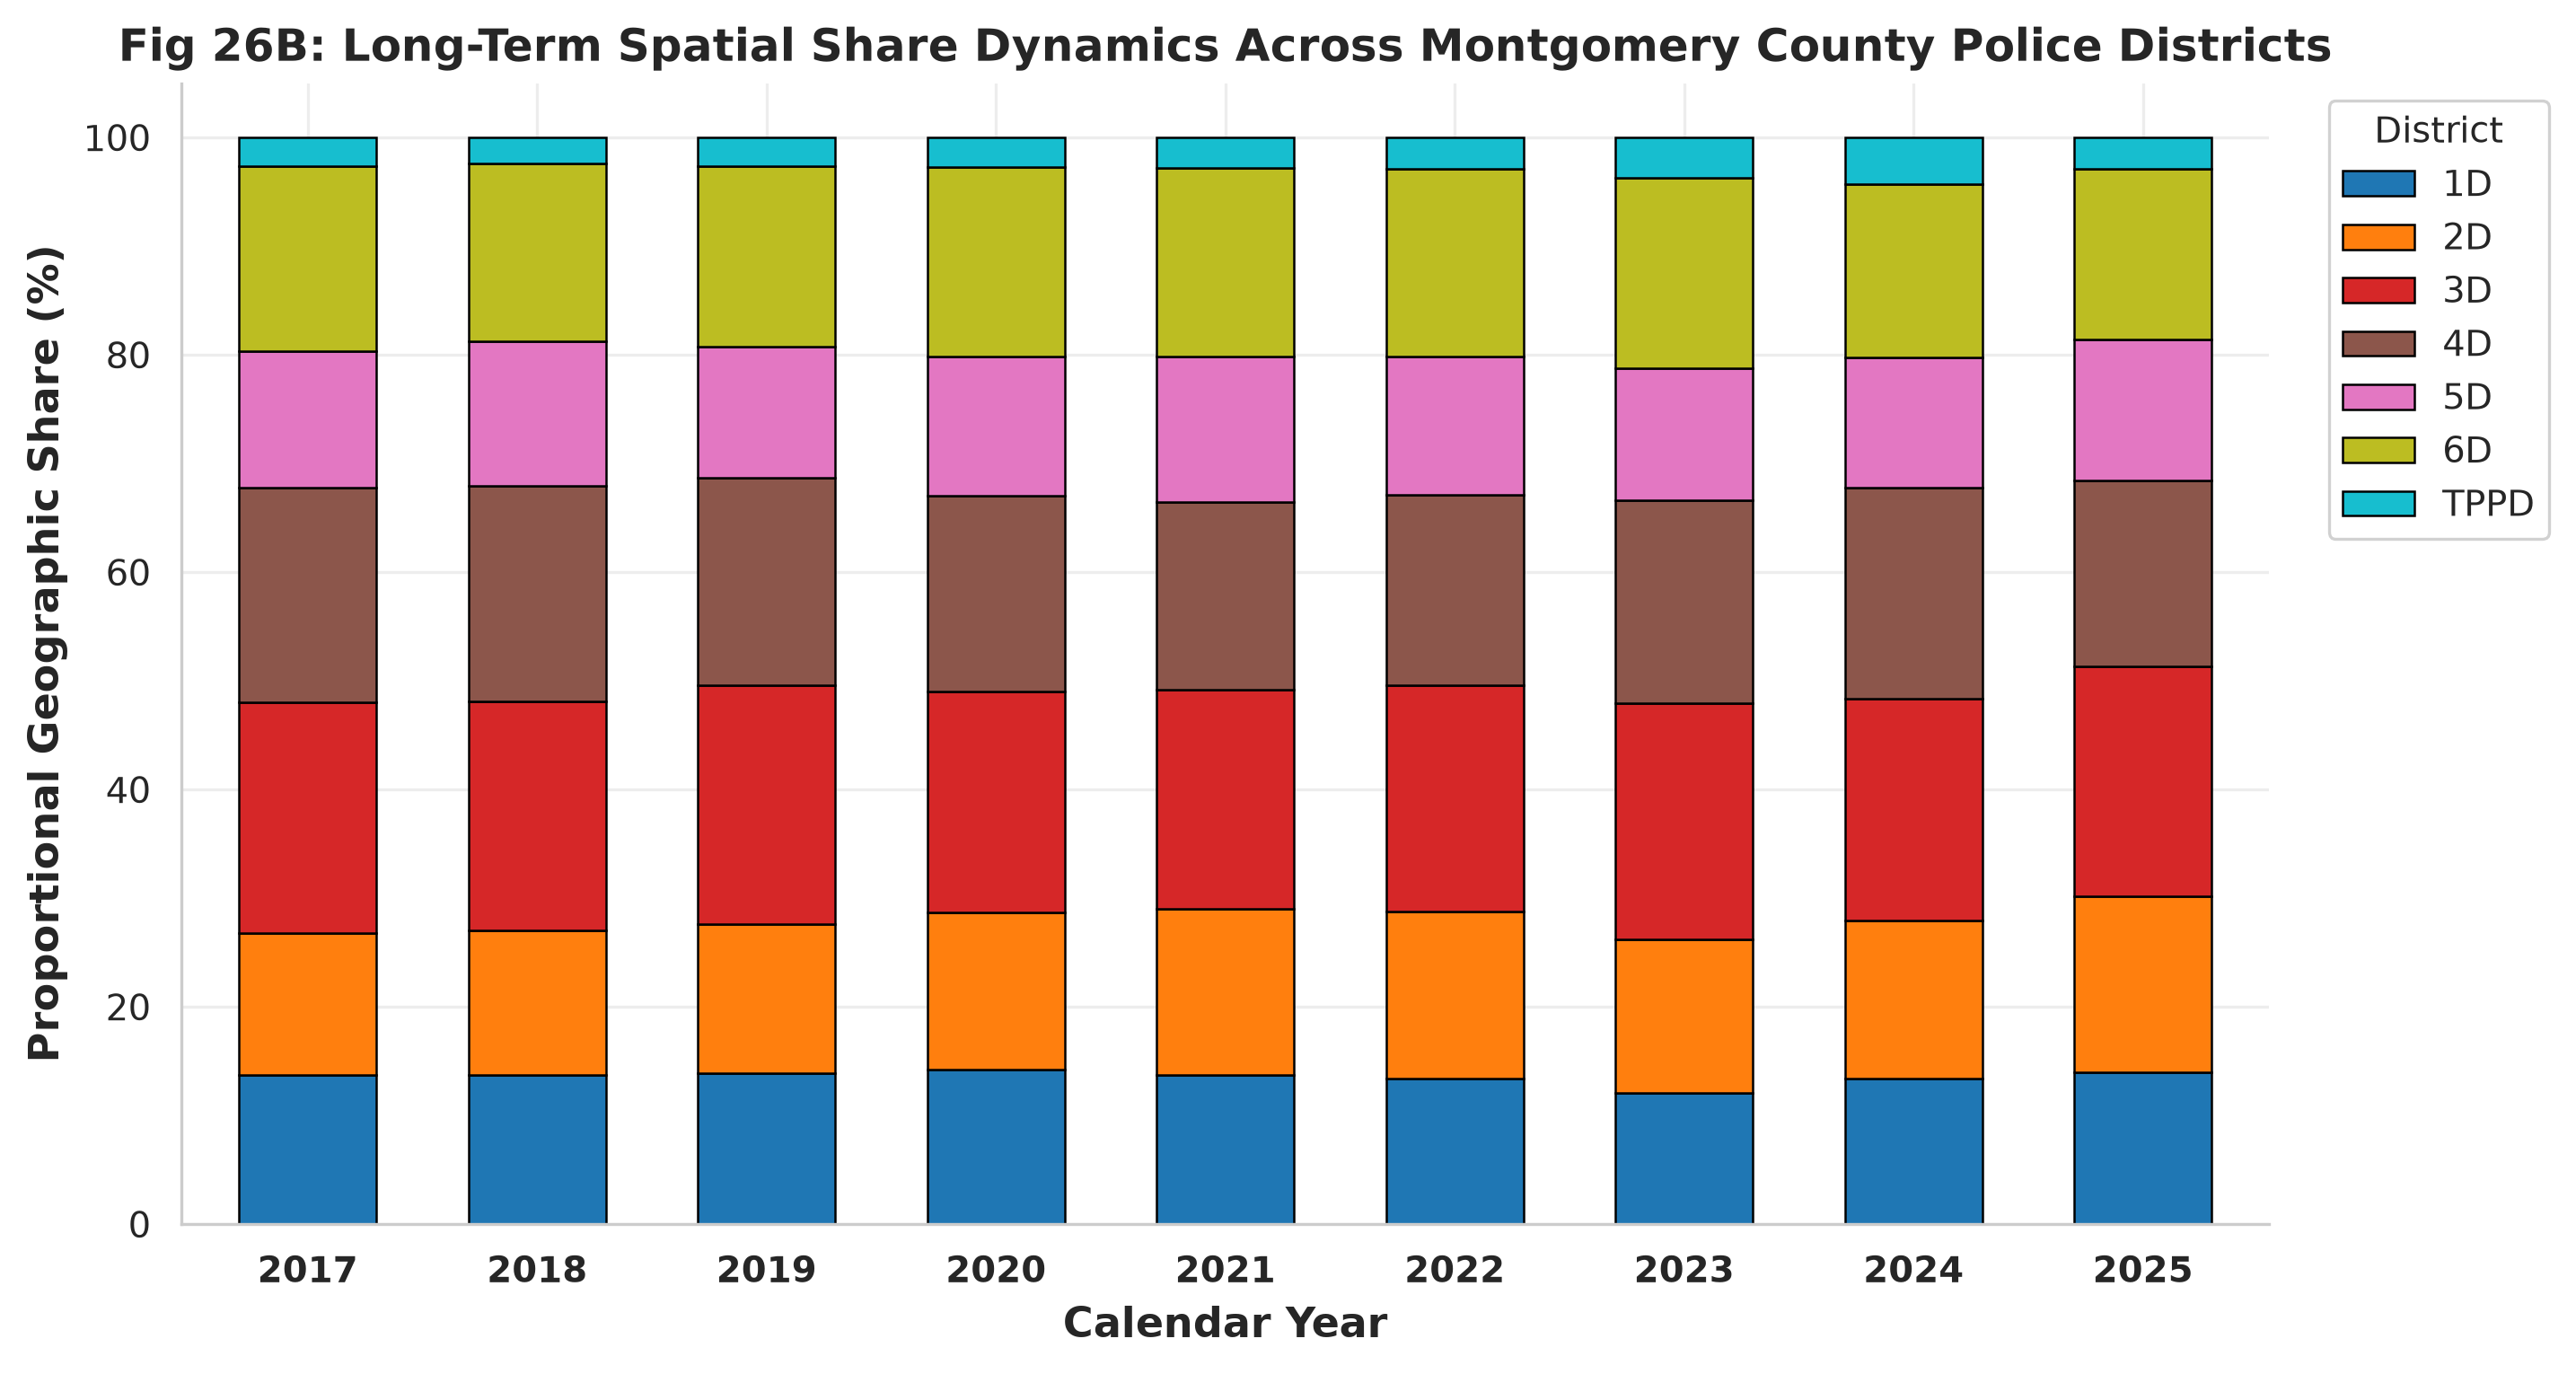 Fig 26B: Long-Term Spatial Share Dynamics Across Montgomery County Police Districts
Proportional Geographic Share (%)
100
80
60
40
20
0
2017 2018 2019 2020 2021 2022 2023 2024 2025
Calendar Year
District
1D
2D
3D
4D
5D
6D
TPPD